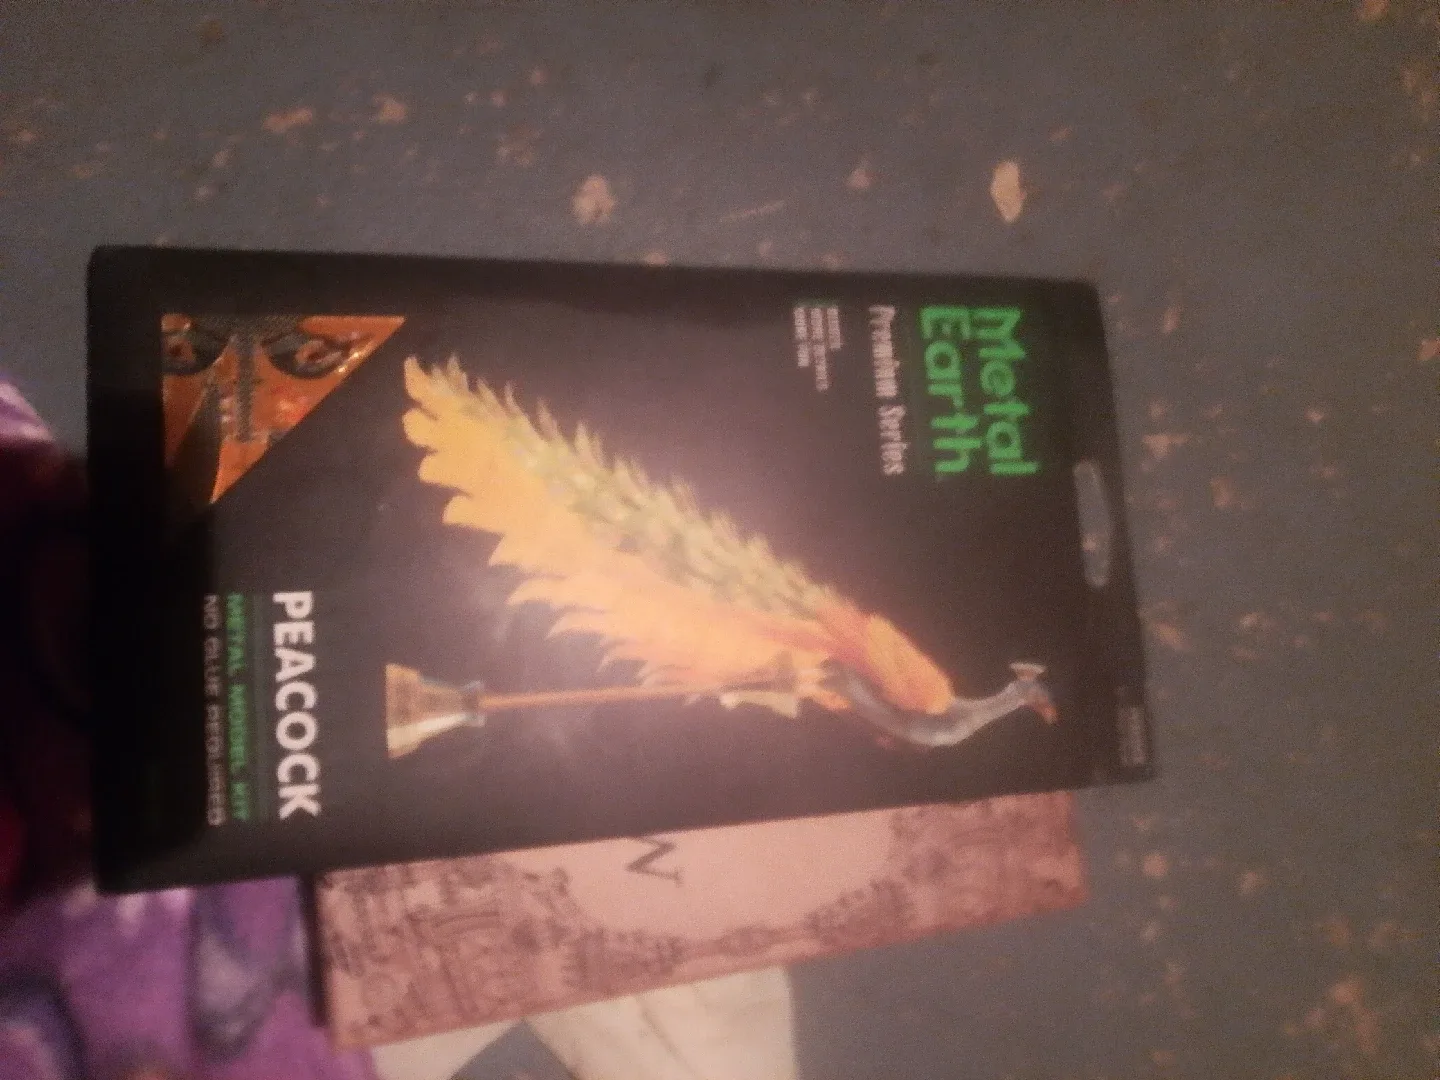 Metal
Earth
Premium Series
PEACOCK
METAL MODEL KIT
NO GLUE REQUIRED
W